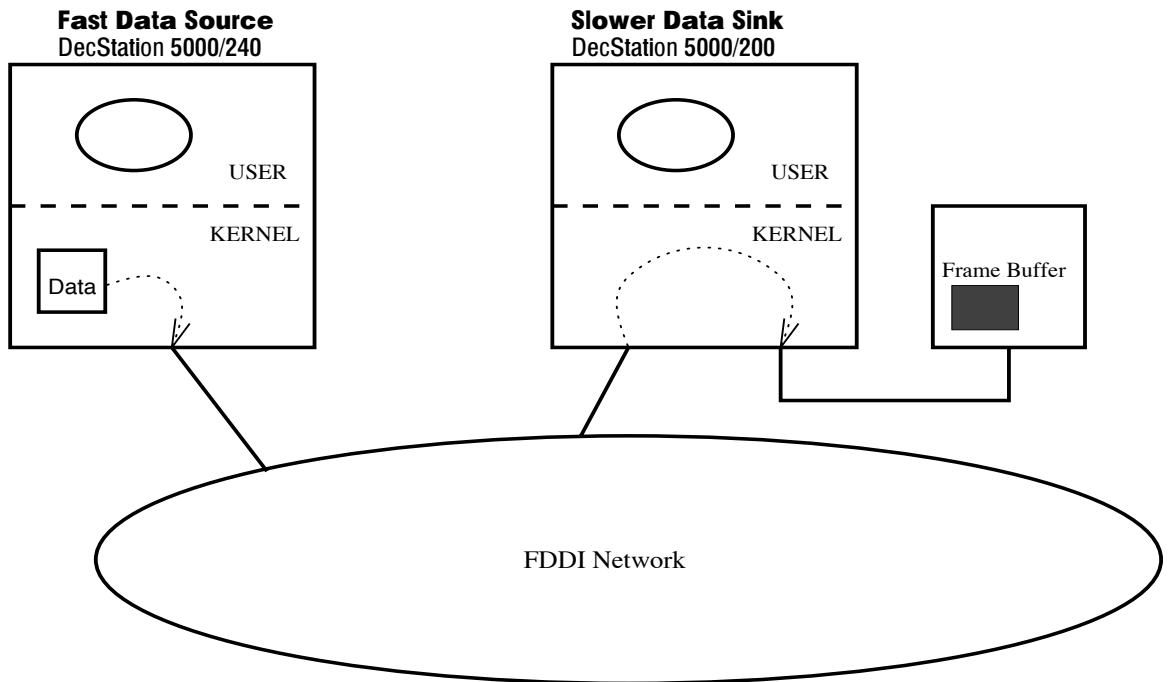 Fast Data Source
DecStation 5000/240
Slower Data Sink
DecStation 5000/200
USER
KERNEL
Data
USER
KERNEL
Frame Buffer
FDDI Network